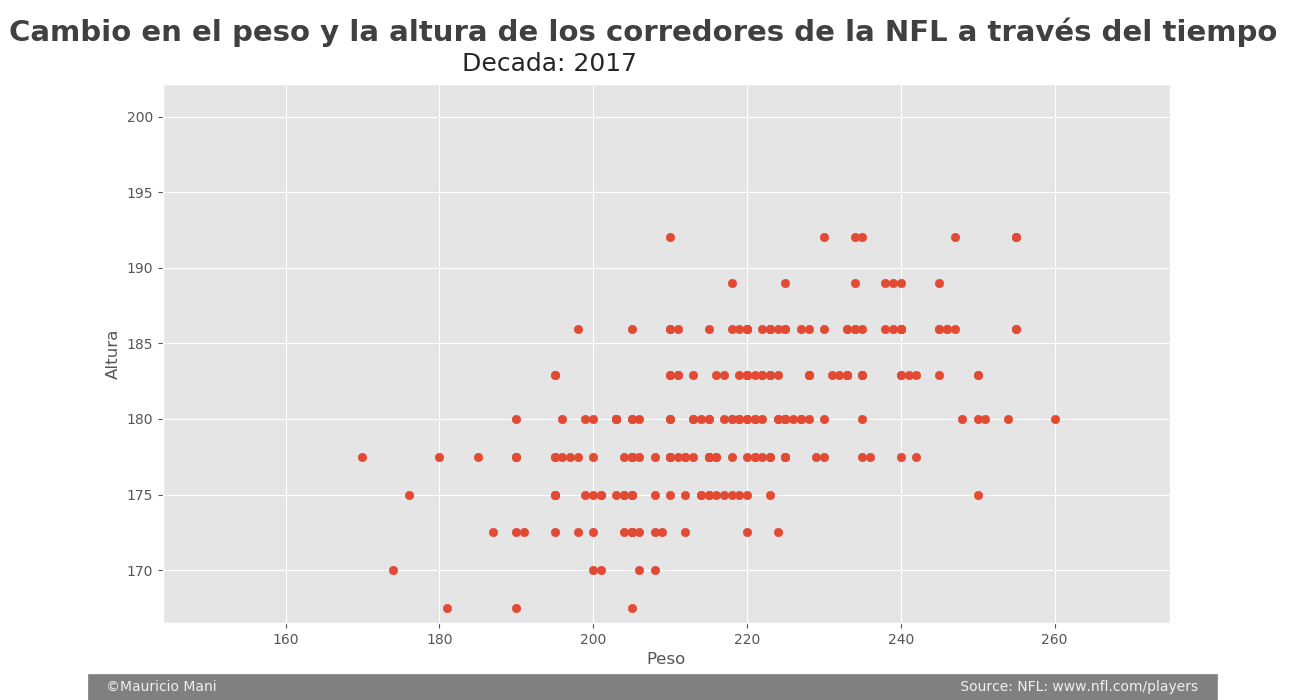 Cambio en el peso y la altura de los corredores de la NFL a través del tiempo
Decada: 2017
200
195
190
185
180
175
170
Altura
160 180 200 220 240 260
Peso
©Mauricio Mani Source: NFL: www.nfl.com/players